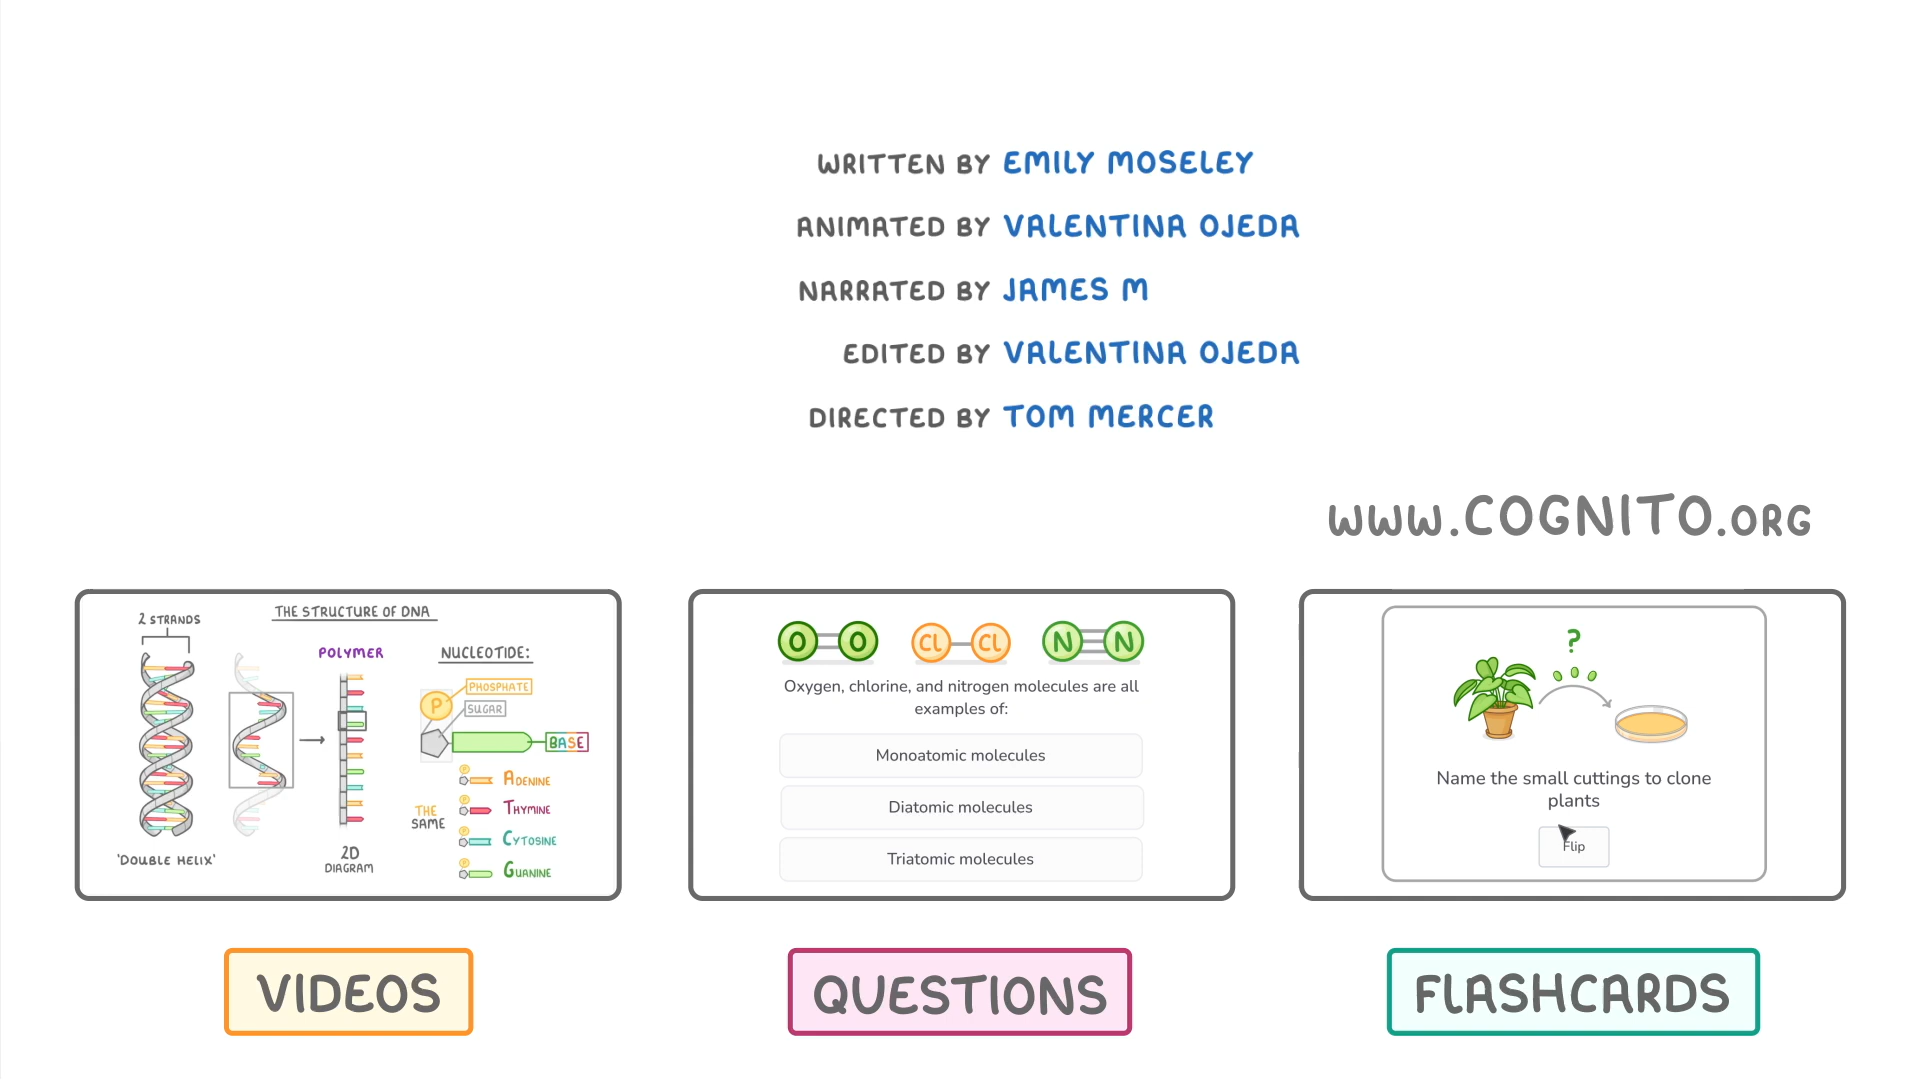 WRITTEN BY EMILY MOSELEY
ANIMATED BY VALENTINA OJEDA
NARRATED BY JAMES M
EDITED BY VALENTINA OJEDA
DIRECTED BY TOM MERCER
www.COGNITO.ORG
THE STRUCTURE OF DNA
2 STRANDS
POLYMER
NUCLEOTIDE:
PHOSPHATE
P
SUGAR
BASE
ADENINE
THYMINE
CYTOSINE
GUANINE
THE
SAME
'DOUBLE HELIX'
2D
DIAGRAM
O O Cl Cl N N
Oxygen, chlorine, and nitrogen molecules are all
examples of:
Monoatomic molecules
Diatomic molecules
Triatomic molecules
?
Name the small cuttings to clone
plants
Flip
VIDEOS
QUESTIONS
FLASHCARDS